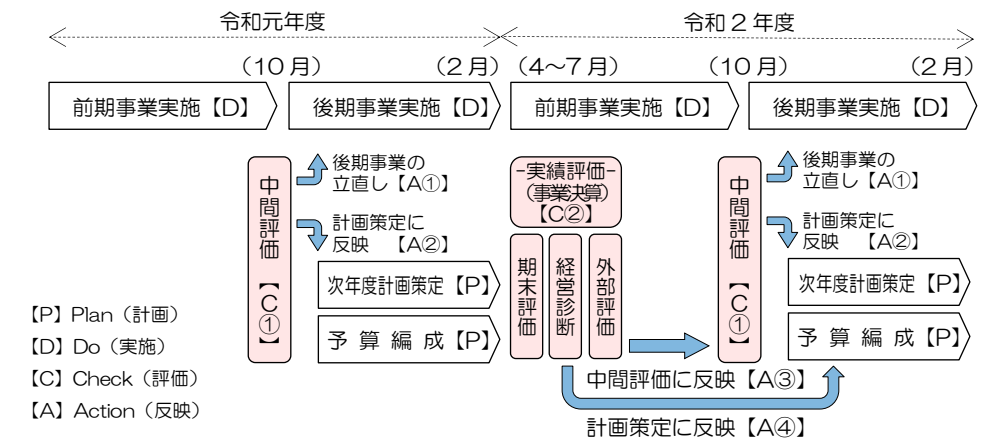 令和元年度
令和２年度
（10 月）
（２月）
（４～７月）
（10 月）
（２月）
前期事業実施【D】
後期事業実施【D】
前期事業実施【D】
後期事業実施【D】
中間評価【C①】
後期事業の
立直し【A①】
計画策定に
反映　【A②】
次年度計画策定【P】
予 算 編 成【P】
-実績評価-
（事業決算）
【C②】
期末評価
経営診断
外部評価
中間評価【C①】
後期事業の
立直し【A①】
計画策定に
反映　【A②】
次年度計画策定【P】
予 算 編 成【P】
中間評価に反映【A③】
計画策定に反映【A④】
【P】Plan（計画）
【D】Do（実施）
【C】Check（評価）
【A】Action（反映）